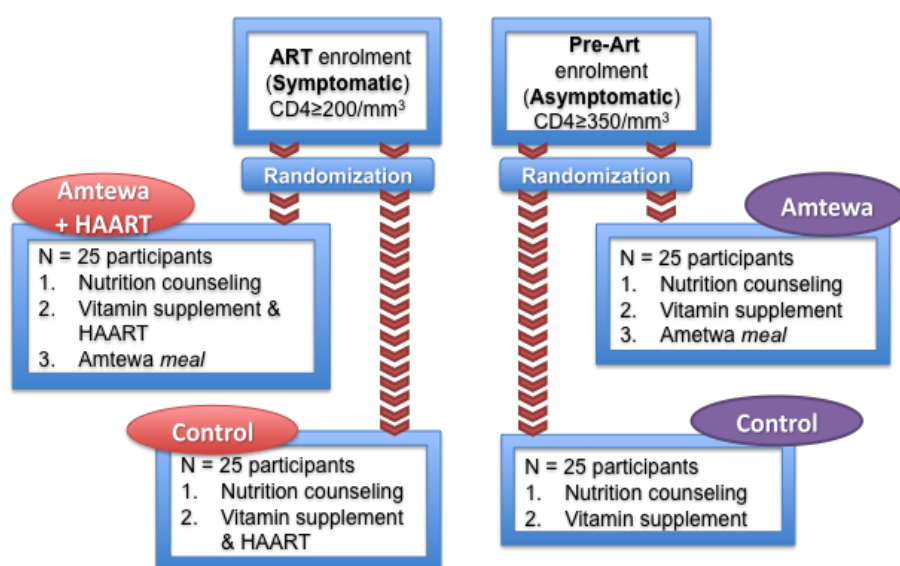 ART enrolment
(Symptomatic)
CD4≥200/mm³
Pre-Art
enrolment
(Asymptomatic)
CD4≥350/mm³
Randomization
Randomization
Amtewa
+ HAART
N = 25 participants
1. Nutrition counseling
2. Vitamin supplement &
HAART
3. Amtewa meal
Amtewa
N = 25 participants
1. Nutrition counseling
2. Vitamin supplement
3. Ametwa meal
Control
N = 25 participants
1. Nutrition counseling
2. Vitamin supplement
& HAART
Control
N = 25 participants
1. Nutrition counseling
2. Vitamin supplement